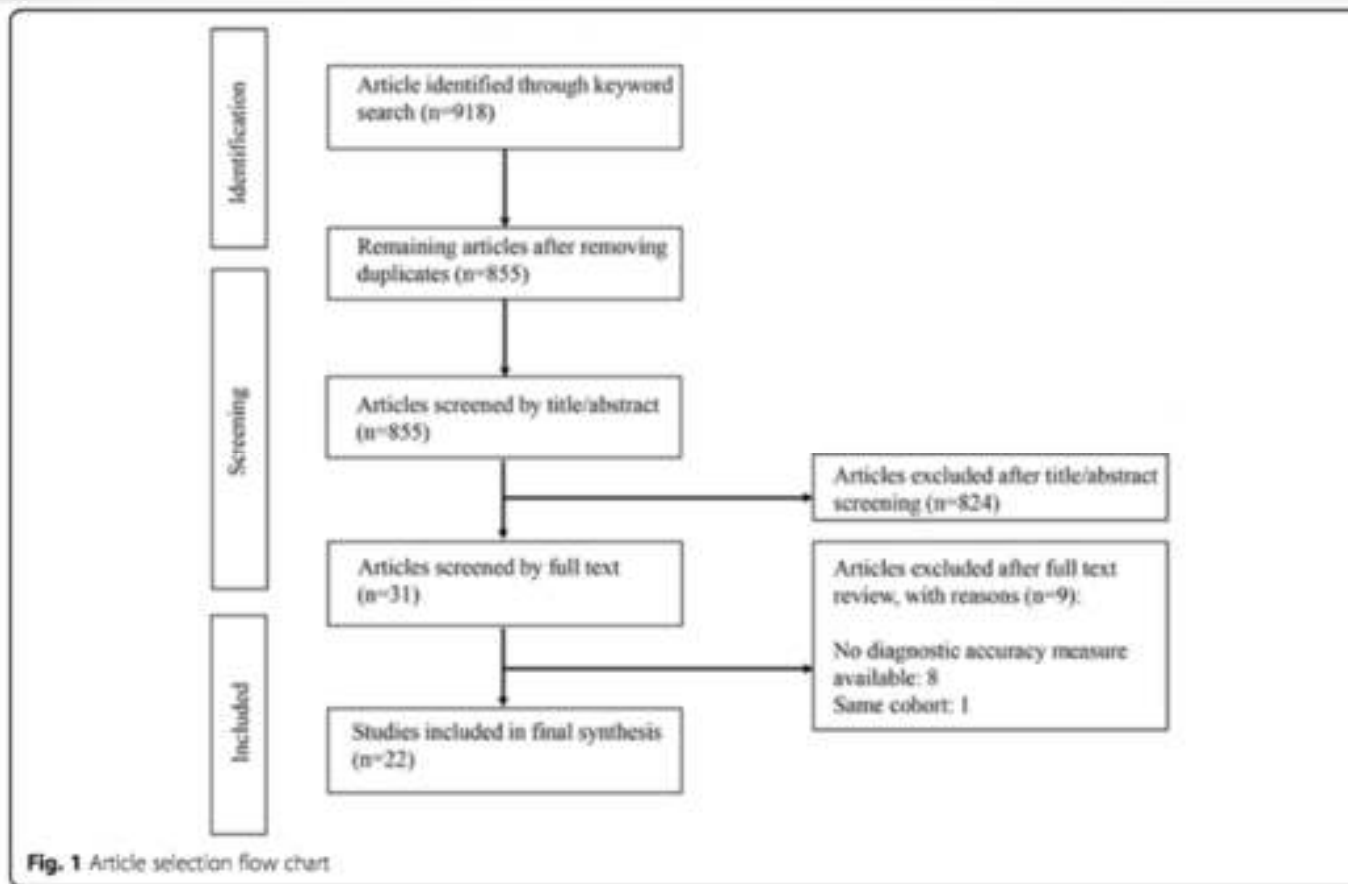 Identification
Article identified through keyword
search (n=918)
Remaining articles after removing
duplicates (n=855)
Screening
Articles screened by title/abstract
(n=855)
Articles excluded after title/abstract
screening (n=824)
Articles screened by full text
(n=31)
Articles excluded after full text
review, with reasons (n=9):
No diagnostic accuracy measure
available: 8
Same cohort: 1
Included
Studies included in final synthesis
(n=22)
Fig. 1 Article selection flow chart